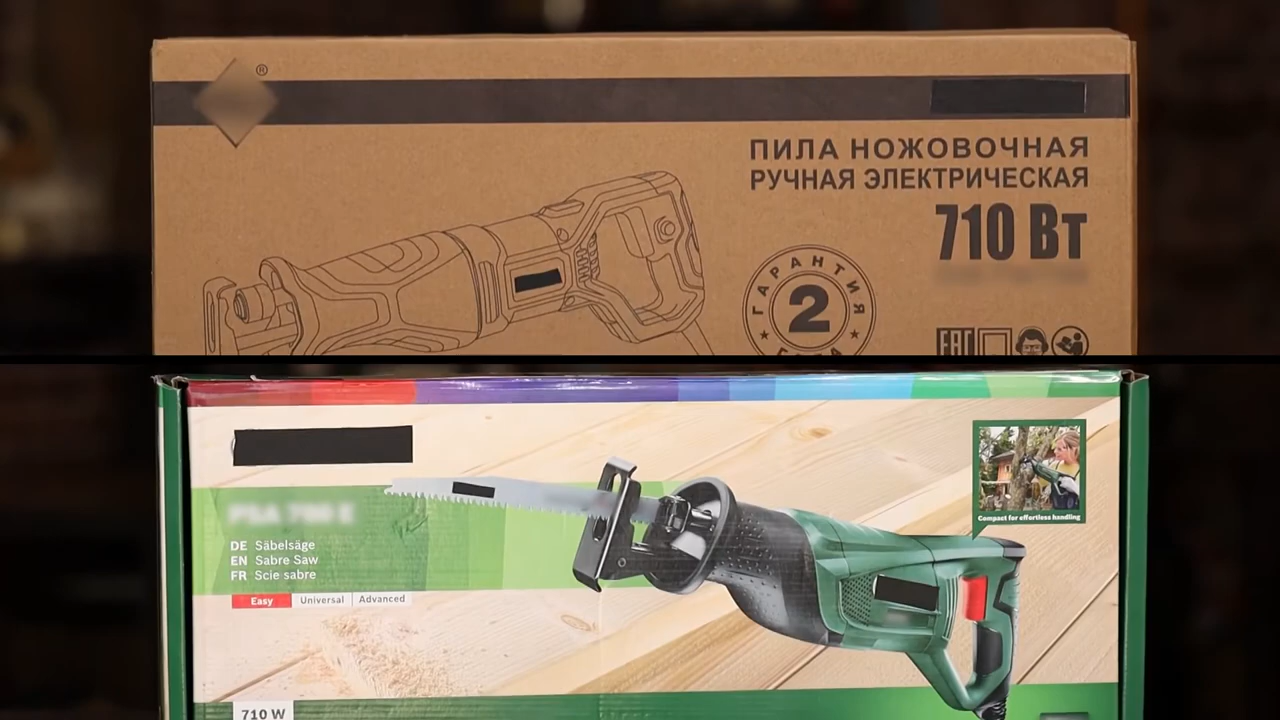 ®
ПИЛА НОЖОВОЧНАЯ
РУЧНАЯ ЭЛЕКТРИЧЕСКАЯ
710 Вт
ГАРАНТИЯ
2
ГОДА
EAC
Compact for effortless handling
DE Säbelsäge
EN Sabre Saw
FR Scie sabre
Easy Universal Advanced
710 W